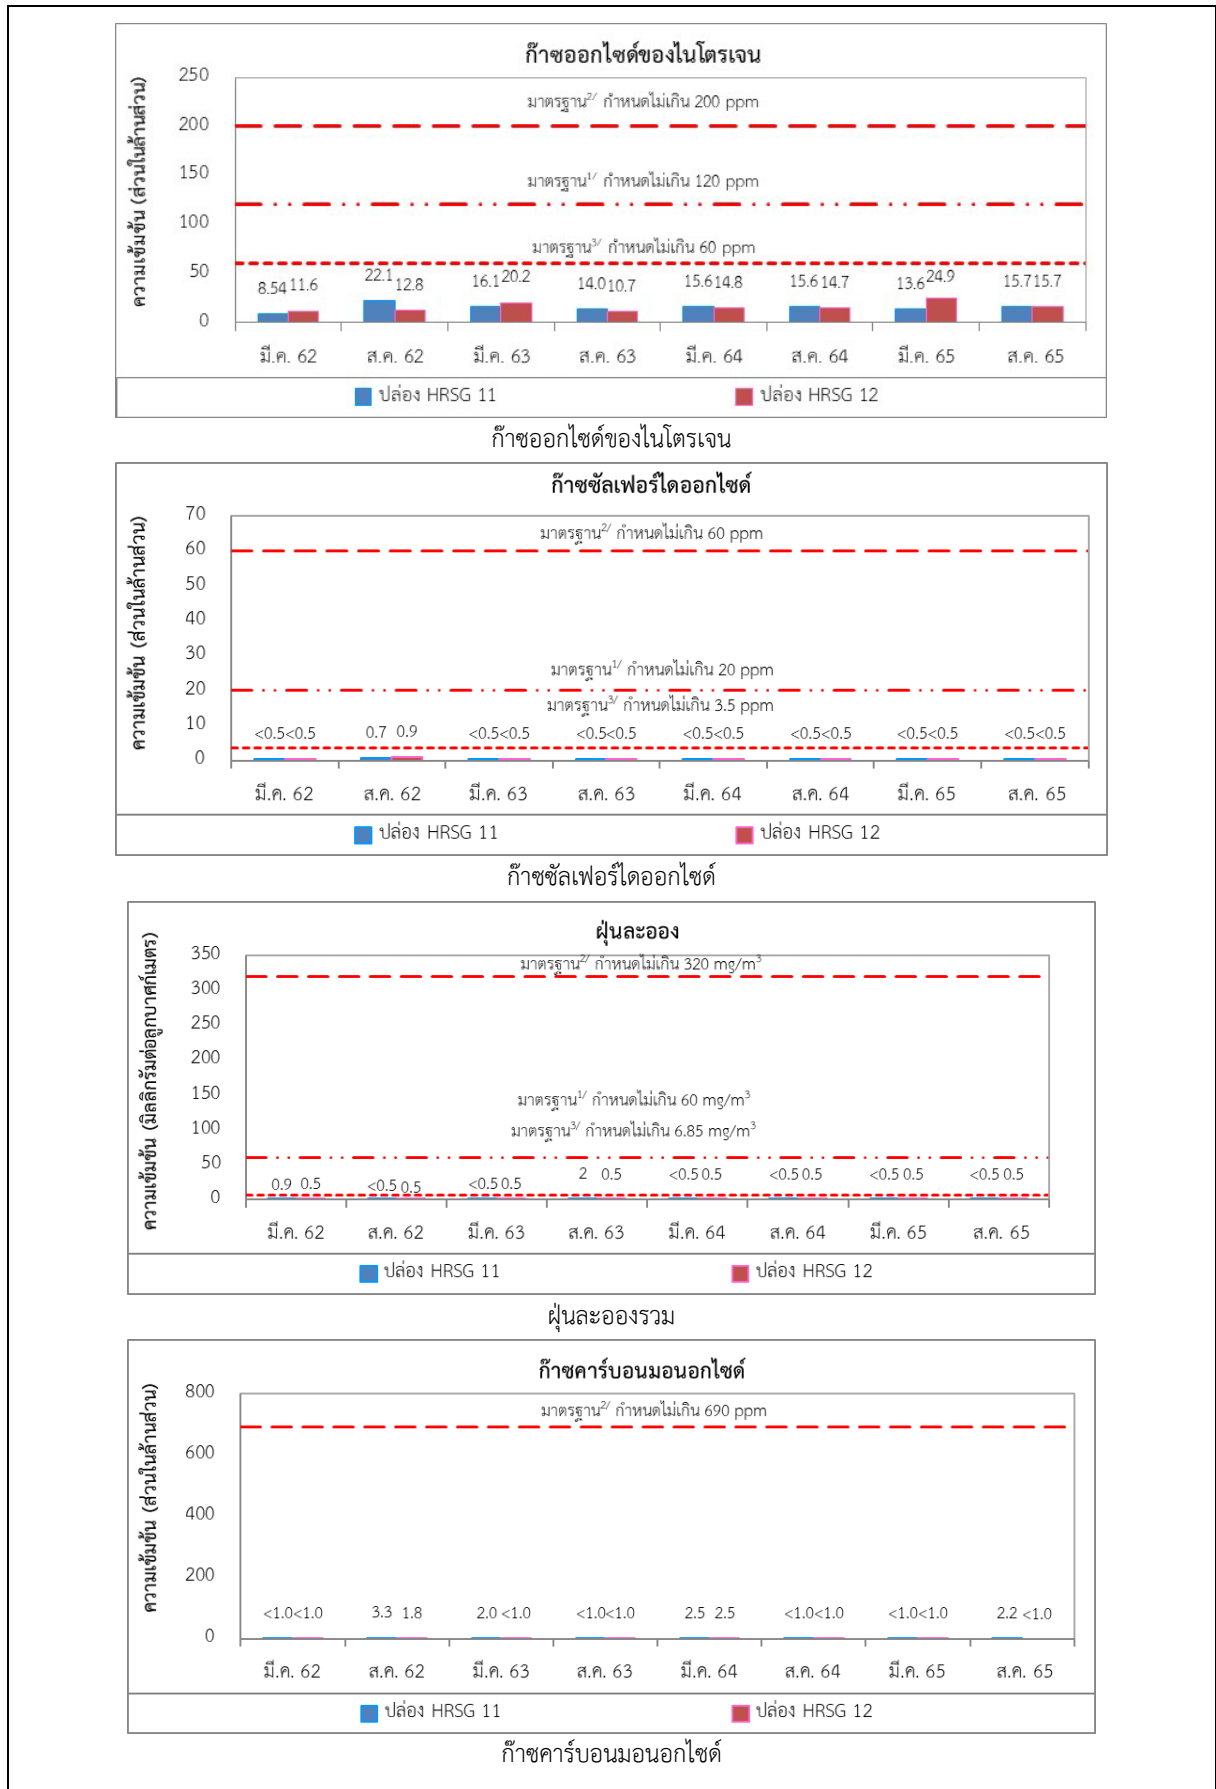 ก๊าซออกไซด์ของไนโตรเจน
ความเข้มข้น (ส่วนในล้านส่วน)
250
200
150
100
50
0
มาตรฐาน2/ กำหนดไม่เกิน 200 ppm
มาตรฐาน1/ กำหนดไม่เกิน 120 ppm
มาตรฐาน3/ กำหนดไม่เกิน 60 ppm
8.54 11.6 22.1 12.8 16.1 20.2 14.0 10.7 15.6 14.8 15.6 14.7 13.6 24.9 15.7 15.7
มี.ค. 62 ส.ค. 62 มี.ค. 63 ส.ค. 63 มี.ค. 64 ส.ค. 64 มี.ค. 65 ส.ค. 65
ปล่อง HRSG 11 ปล่อง HRSG 12
ก๊าซออกไซด์ของไนโตรเจน
ก๊าซซัลเฟอร์ไดออกไซด์
ความเข้มข้น (ส่วนในล้านส่วน)
70
60
50
40
30
20
10
0
มาตรฐาน2/ กำหนดไม่เกิน 60 ppm
มาตรฐาน1/ กำหนดไม่เกิน 20 ppm
มาตรฐาน3/ กำหนดไม่เกิน 3.5 ppm
<0.5 <0.5 0.7 0.9 <0.5 <0.5 <0.5 <0.5 <0.5 <0.5 <0.5 <0.5 <0.5 <0.5 <0.5 <0.5
มี.ค. 62 ส.ค. 62 มี.ค. 63 ส.ค. 63 มี.ค. 64 ส.ค. 64 มี.ค. 65 ส.ค. 65
ปล่อง HRSG 11 ปล่อง HRSG 12
ก๊าซซัลเฟอร์ไดออกไซด์
ฝุ่นละออง
ความเข้มข้น (มิลลิกรัมต่อลูกบาศก์เมตร)
350
300
250
200
150
100
50
0
มาตรฐาน2/ กำหนดไม่เกิน 320 mg/m3
มาตรฐาน1/ กำหนดไม่เกิน 60 mg/m3
มาตรฐาน3/ กำหนดไม่เกิน 6.85 mg/m3
0.9 0.5 <0.5 0.5 <0.5 0.5 2 0.5 <0.5 0.5 <0.5 0.5 <0.5 0.5 <0.5 0.5
มี.ค. 62 ส.ค. 62 มี.ค. 63 ส.ค. 63 มี.ค. 64 ส.ค. 64 มี.ค. 65 ส.ค. 65
ปล่อง HRSG 11 ปล่อง HRSG 12
ฝุ่นละอองรวม
ก๊าซคาร์บอนมอนอกไซด์
ความเข้มข้น (ส่วนในล้านส่วน)
800
600
400
200
0
มาตรฐาน2/ กำหนดไม่เกิน 690 ppm
<1.0 <1.0 3.3 1.8 2.0 <1.0 <1.0 <1.0 2.5 2.5 <1.0 <1.0 <1.0 <1.0 2.2 <1.0
มี.ค. 62 ส.ค. 62 มี.ค. 63 ส.ค. 63 มี.ค. 64 ส.ค. 64 มี.ค. 65 ส.ค. 65
ปล่อง HRSG 11 ปล่อง HRSG 12
ก๊าซคาร์บอนมอนอกไซด์